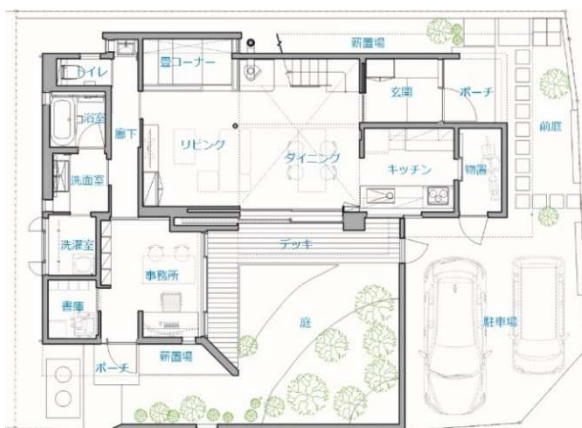 薪置場
トイレ
畳コーナー
玄関
ポーチ
浴室
廊下
前庭
リビング
ダイニング
キッチン
物置
洗面室
洗濯室
デッキ
事務所
書庫
庭
駐車場
ポーチ
薪置場